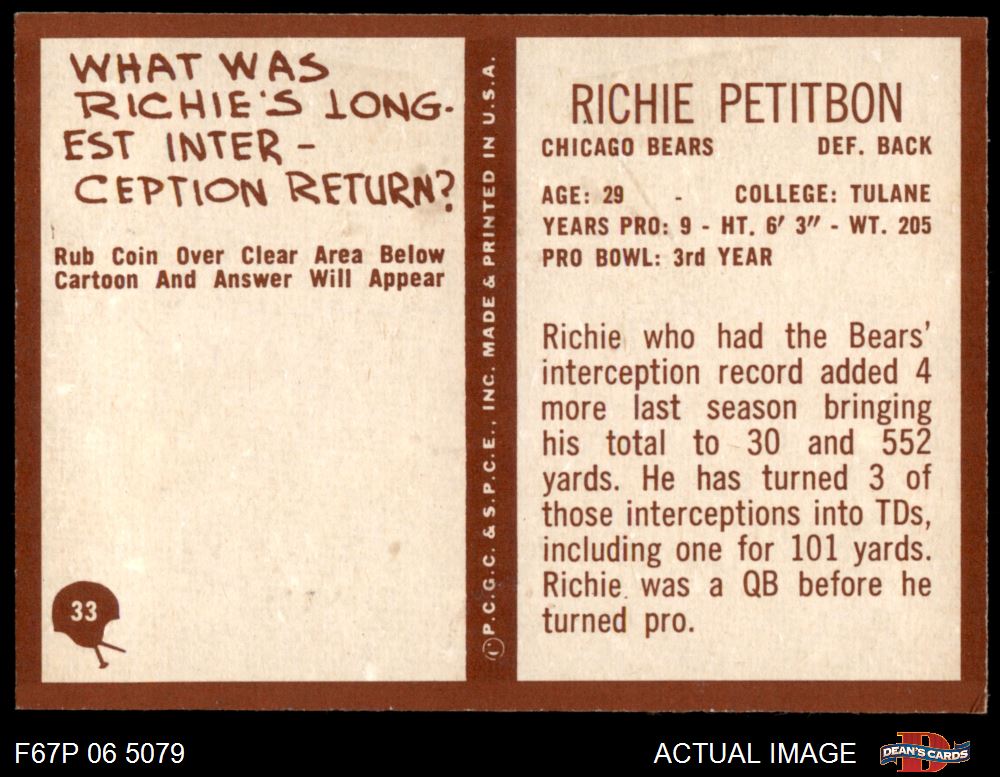 WHAT WAS
RICHIE'S LONG-
EST INTER-
CEPTION RETURN?
Rub Coin Over Clear Area Below
Cartoon And Answer Will Appear
33
© P.C.G.C. & S.P.C.E., INC. MADE & PRINTED IN U.S.A.
RICHIE PETITBON
CHICAGO BEARS DEF. BACK
AGE: 29 - COLLEGE: TULANE
YEARS PRO: 9 - HT. 6' 3" - WT. 205
PRO BOWL: 3rd YEAR
Richie who had the Bears'
interception record added 4
more last season bringing
his total to 30 and 552
yards. He has turned 3 of
those interceptions into TDs,
including one for 101 yards.
Richie was a QB before he
turned pro.
F67P 06 5079
ACTUAL IMAGE
DEAN'S CARDS